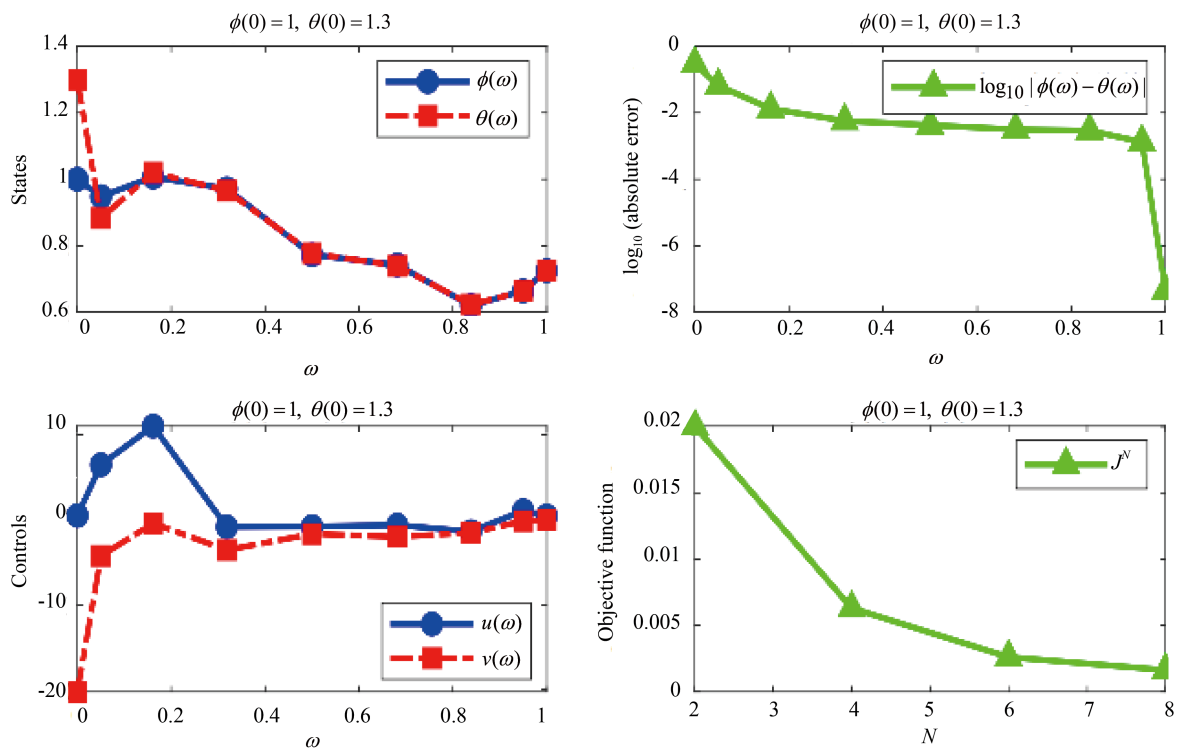 ϕ(0)=1, θ(0)=1.3
States
1.4
1.2
1
0.8
0.6
ϕ(ω)
θ(ω)
0 0.2 0.4 0.6 0.8 1
ω
ϕ(0)=1, θ(0)=1.3
log₁₀ (absolute error)
0
-2
-4
-6
-8
log₁₀ |ϕ(ω)−θ(ω)|
0 0.2 0.4 0.6 0.8 1
ω
ϕ(0)=1, θ(0)=1.3
Controls
10
0
-10
-20
u(ω)
v(ω)
0 0.2 0.4 0.6 0.8 1
ω
ϕ(0)=1, θ(0)=1.3
Objective function
0.02
0.015
0.01
0.005
0
Jᴺ
2 3 4 5 6 7 8
N